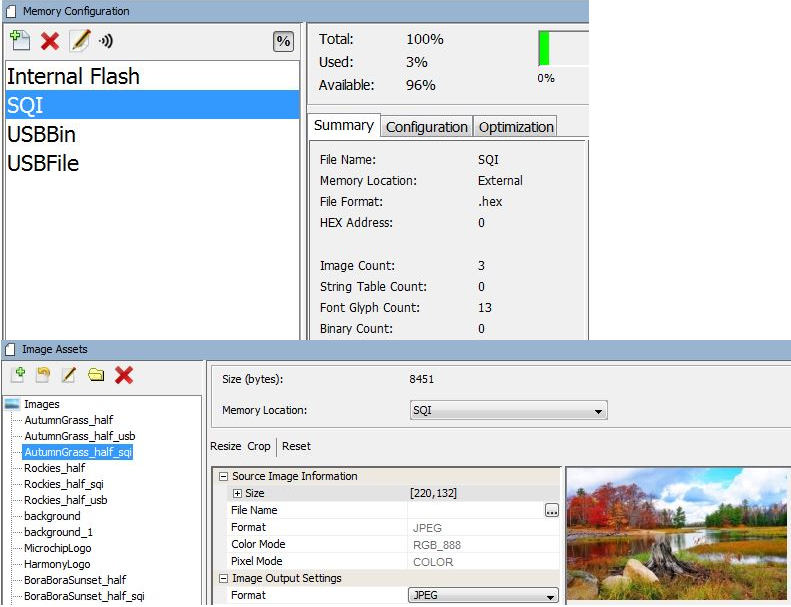 Memory Configuration
%
Internal Flash
SQI
USBBin
USBFile
Total: 100%
Used: 3%
Available: 96%
0%
Summary Configuration Optimization
File Name: SQI
Memory Location: External
File Format: .hex
HEX Address: 0
Image Count: 3
String Table Count: 0
Font Glyph Count: 13
Binary Count: 0
Image Assets
Images
AutumnGrass_half
AutumnGrass_half_usb
AutumnGrass_half_sqi
Rockies_half
Rockies_half_sqi
Rockies_half_usb
background
background_1
MicrochipLogo
HarmonyLogo
BoraBoraSunset_half
BoraBoraSunset_half_sqi
Size (bytes): 8451
Memory Location: SQI
Resize Crop Reset
Source Image Information
Size [220,132]
File Name ...
Format JPEG
Color Mode RGB_888
Pixel Mode COLOR
Image Output Settings
Format JPEG